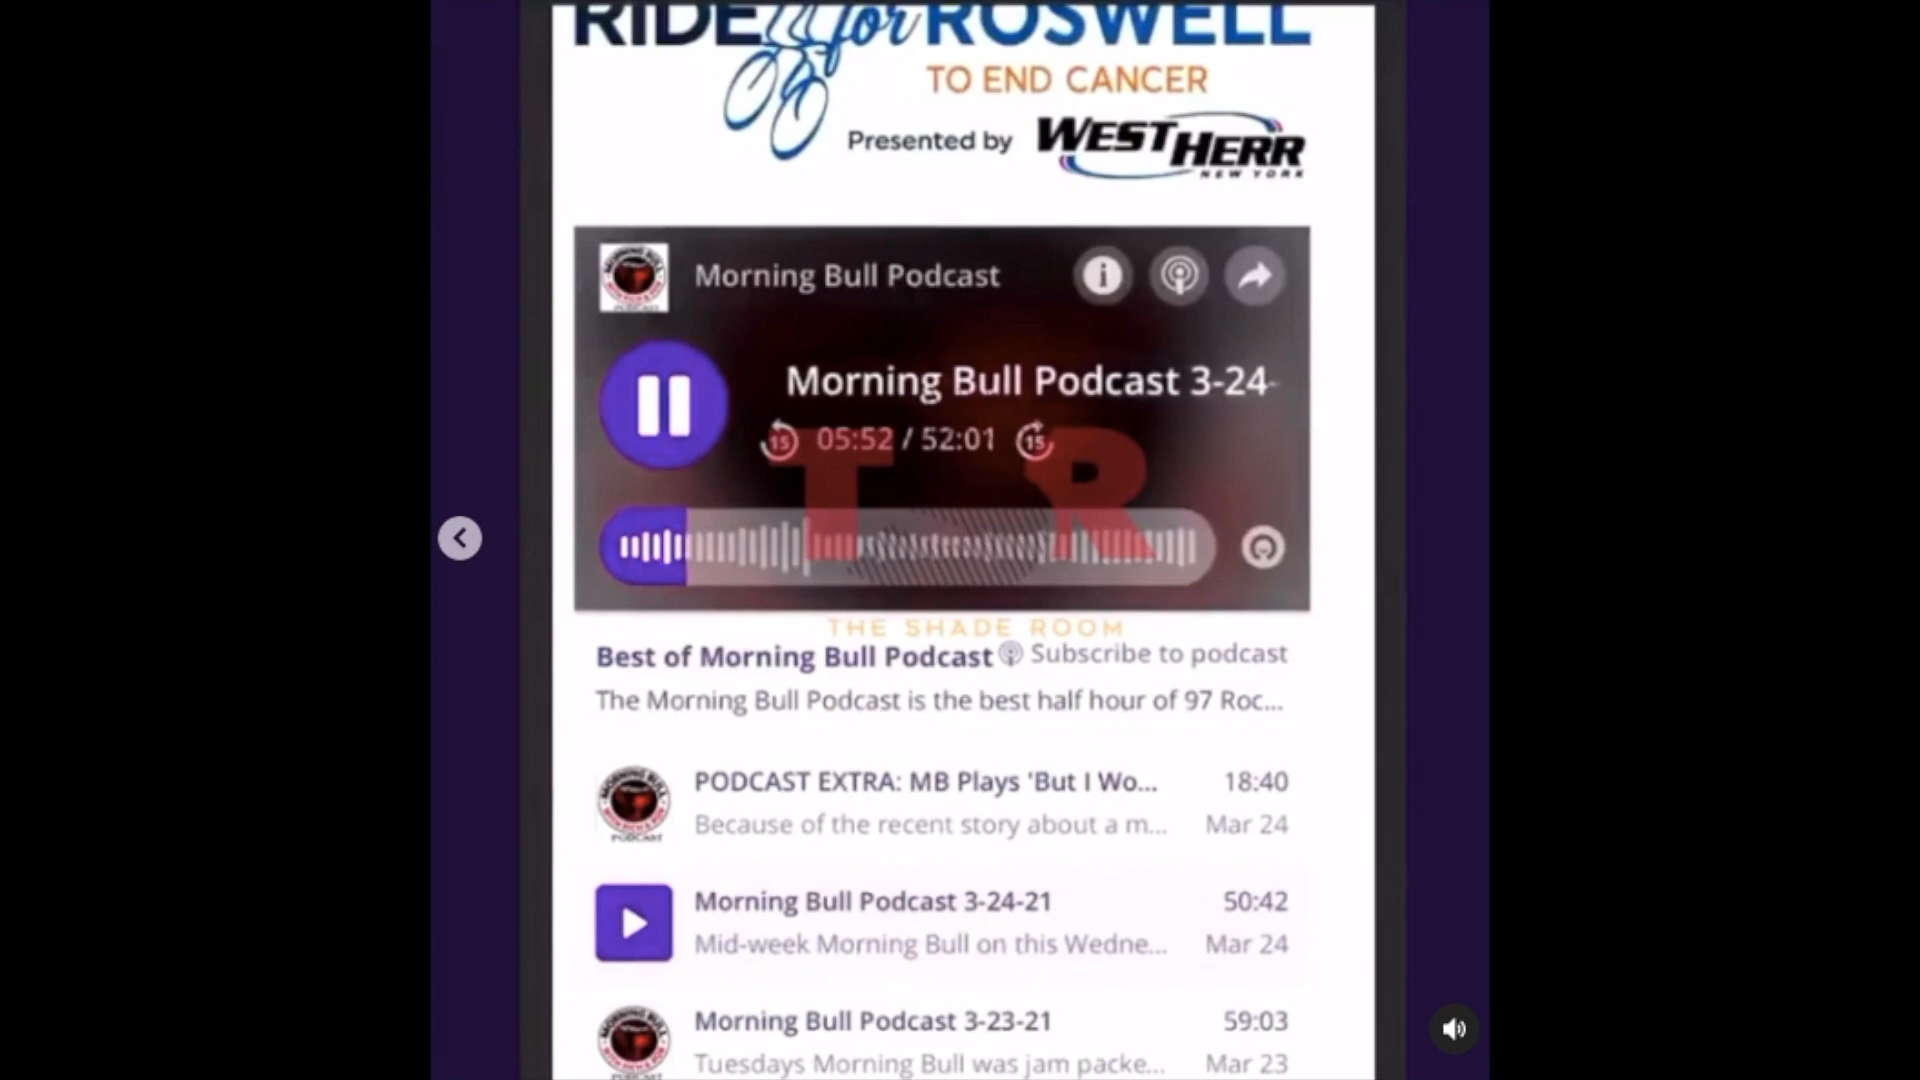 RIDE for ROSWELL
TO END CANCER
Presented by WEST HERR
NEW YORK
Morning Bull Podcast
Morning Bull Podcast 3-24-
15 05:52 / 52:01 15
T R
THE SHADE ROOM
Best of Morning Bull Podcast Subscribe to podcast
The Morning Bull Podcast is the best half hour of 97 Roc...
PODCAST EXTRA: MB Plays 'But I Wo... 18:40
Because of the recent story about a m... Mar 24
PODCAST
Morning Bull Podcast 3-24-21 50:42
Mid-week Morning Bull on this Wedne... Mar 24
Morning Bull Podcast 3-23-21 59:03
Tuesdays Morning Bull was jam packe... Mar 23